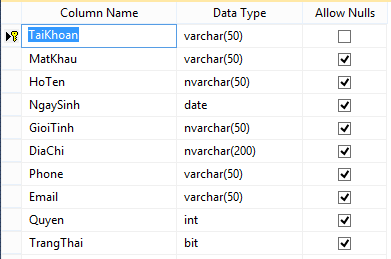 Column Name Data Type Allow Nulls
TaiKhoan varchar(50)
MatKhau varchar(50)
HoTen nvarchar(50)
NgaySinh date
GioiTinh nvarchar(50)
DiaChi nvarchar(200)
Phone varchar(50)
Email varchar(50)
Quyen int
TrangThai bit